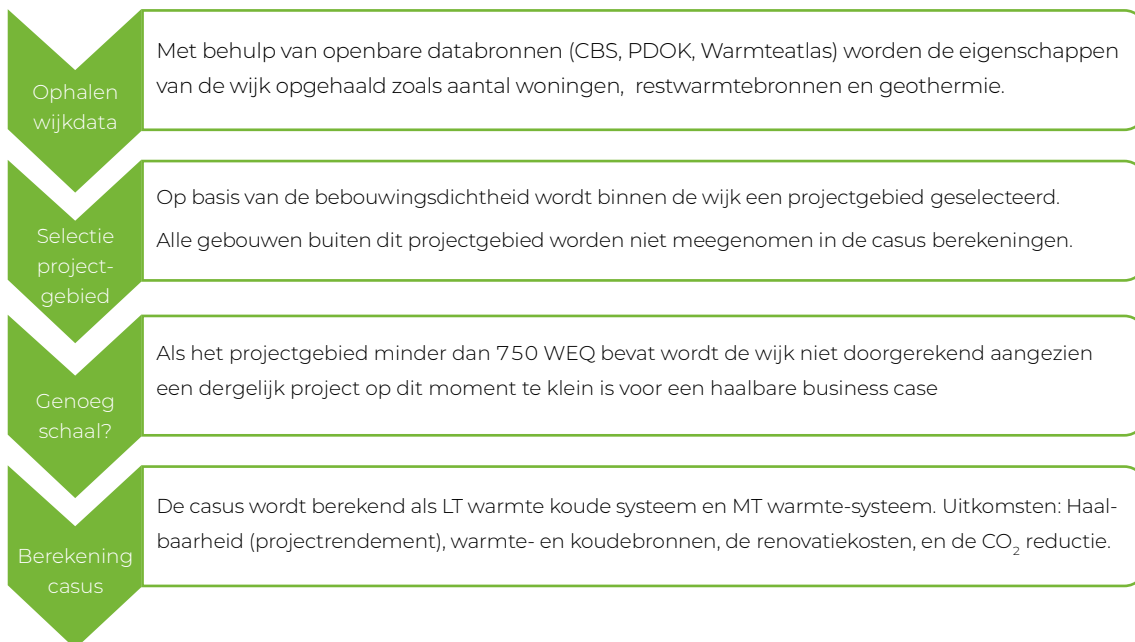 Ophalen
wijkdata
Met behulp van openbare databronnen (CBS, PDOK, Warmteatlas) worden de eigenschappen
van de wijk opgehaald zoals aantal woningen, restwarmtebronnen en geothermie.
Selectie
project-
gebied
Op basis van de bebouwingsdichtheid wordt binnen de wijk een projectgebied geselecteerd.
Alle gebouwen buiten dit projectgebied worden niet meegenomen in de casus berekeningen.
Genoeg
schaal?
Als het projectgebied minder dan 750 WEQ bevat wordt de wijk niet doorgerekend aangezien
een dergelijk project op dit moment te klein is voor een haalbare business case
Berekening
casus
De casus wordt berekend als LT warmte koude systeem en MT warmte-systeem. Uitkomsten: Haal-
baarheid (projectrendement), warmte- en koudebronnen, de renovatiekosten, en de CO₂ reductie.